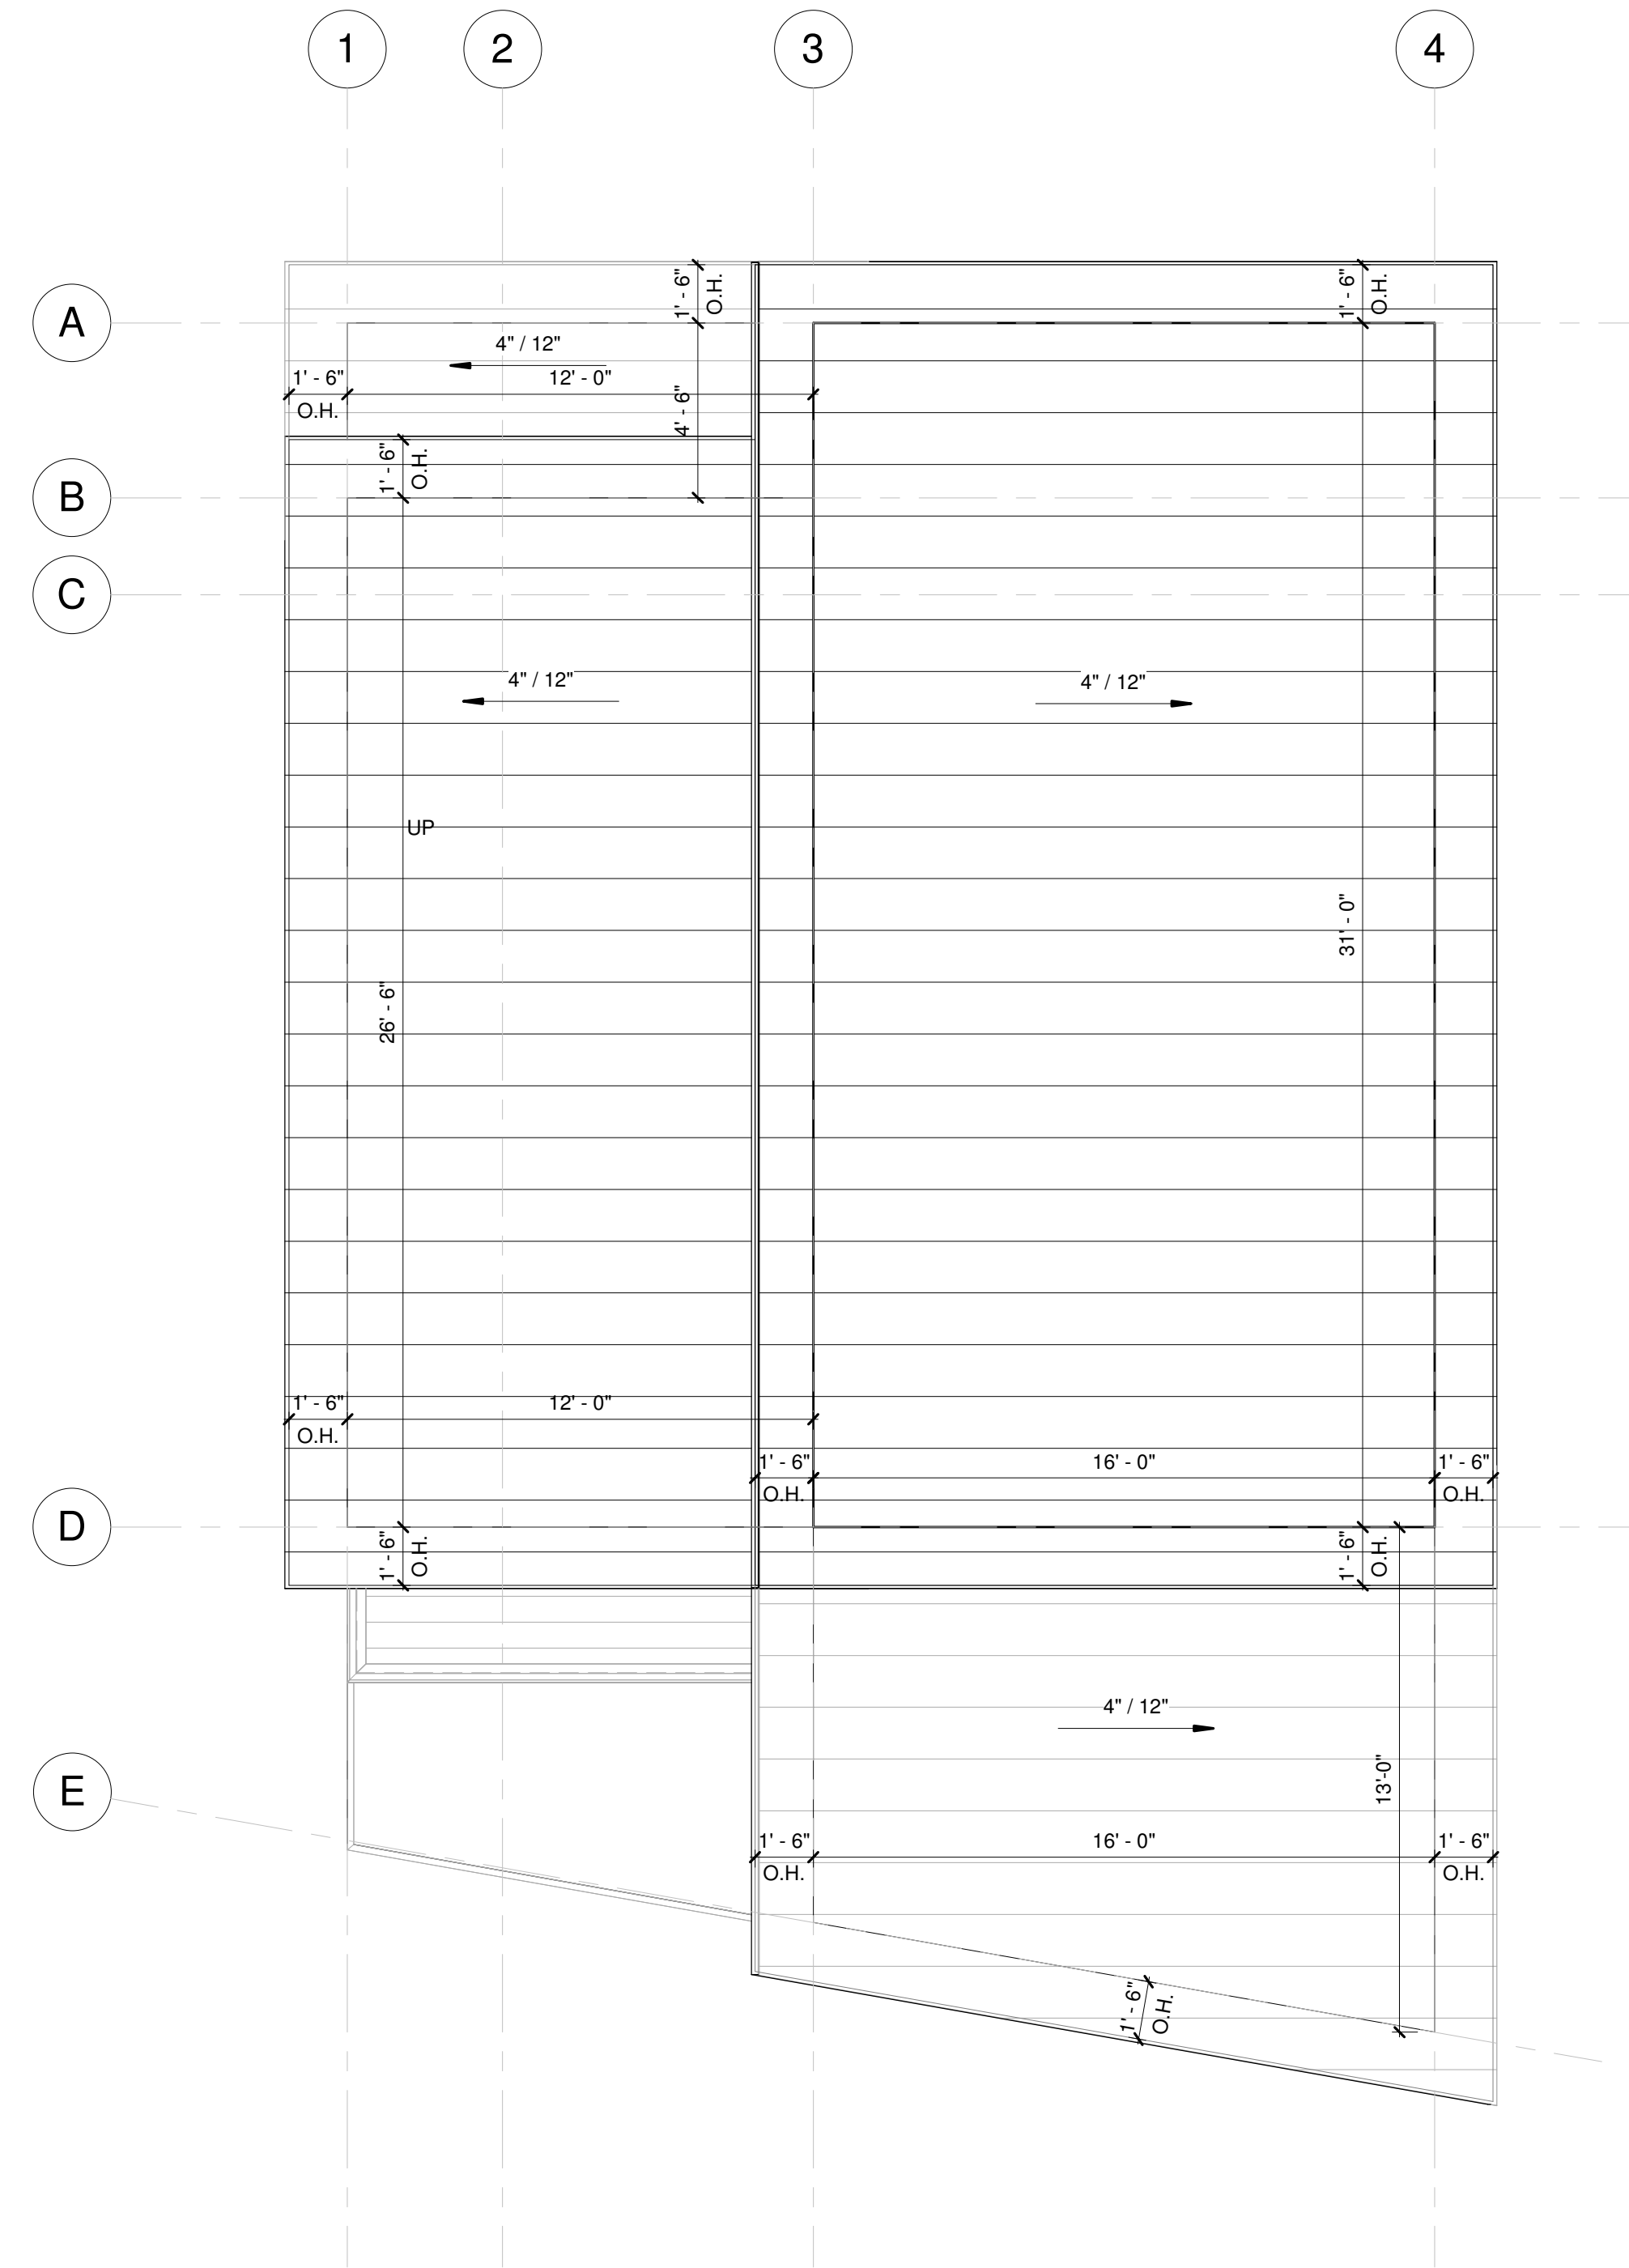 1
2
3
4
A
1' - 6"
O.H.
1' - 6"
O.H.
4" / 12"
1' - 6"
O.H.
12' - 0"
4' - 6"
B
1' - 6"
O.H.
C
4" / 12"
4" / 12"
UP
31' - 0"
26' - 6"
1' - 6"
O.H.
12' - 0"
1' - 6"
O.H.
16' - 0"
1' - 6"
O.H.
D
1' - 6"
O.H.
1' - 6"
O.H.
4" / 12"
13'-0"
E
1' - 6"
O.H.
16' - 0"
1' - 6"
O.H.
1' - 6"
O.H.